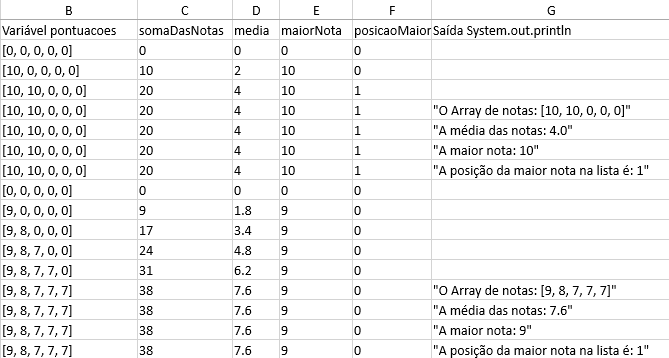 B C D E F G
Variável pontuacoes somaDasNotas media maiorNota posicaoMaior Saída System.out.println
[0, 0, 0, 0, 0] 0 0 0 0
[10, 0, 0, 0, 0] 10 2 10 0
[10, 10, 0, 0, 0] 20 4 10 1
[10, 10, 0, 0, 0] 20 4 10 1 "O Array de notas: [10, 10, 0, 0, 0]"
[10, 10, 0, 0, 0] 20 4 10 1 "A média das notas: 4.0"
[10, 10, 0, 0, 0] 20 4 10 1 "A maior nota: 10"
[10, 10, 0, 0, 0] 20 4 10 1 "A posição da maior nota na lista é: 1"
[0, 0, 0, 0, 0] 0 0 0 0
[9, 0, 0, 0, 0] 9 1.8 9 0
[9, 8, 0, 0, 0] 17 3.4 9 0
[9, 8, 7, 0, 0] 24 4.8 9 0
[9, 8, 7, 7, 0] 31 6.2 9 0
[9, 8, 7, 7, 7] 38 7.6 9 0 "O Array de notas: [9, 8, 7, 7, 7]"
[9, 8, 7, 7, 7] 38 7.6 9 0 "A média das notas: 7.6"
[9, 8, 7, 7, 7] 38 7.6 9 0 "A maior nota: 9"
[9, 8, 7, 7, 7] 38 7.6 9 0 "A posição da maior nota na lista é: 1"